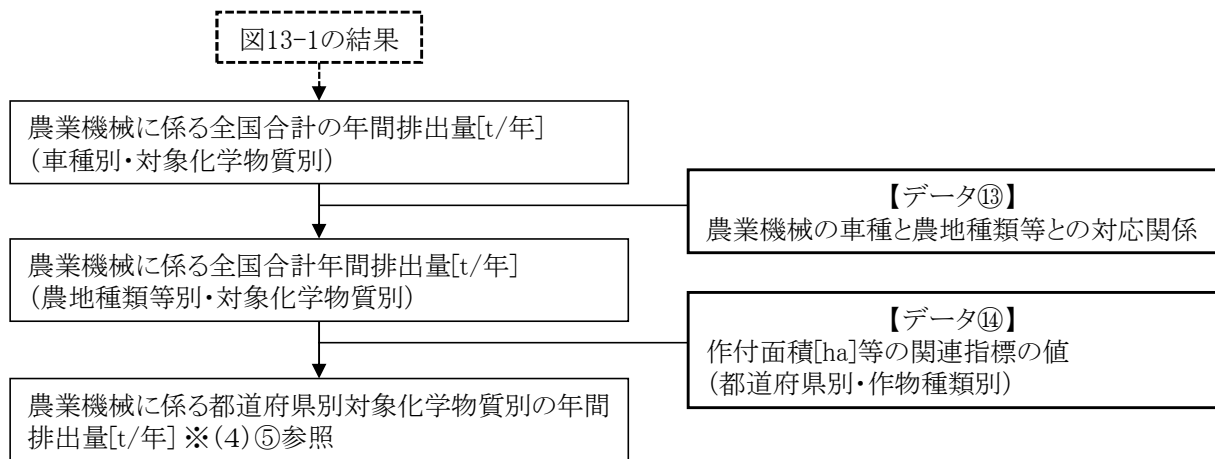 図13-1の結果
農業機械に係る全国合計の年間排出量[t/年]
(車種別・対象化学物質別)
【データ⑬】
農業機械の車種と農地種類等との対応関係
農業機械に係る全国合計年間排出量[t/年]
(農地種類等別・対象化学物質別)
【データ⑭】
作付面積[ha]等の関連指標の値
(都道府県別・作物種類別)
農業機械に係る都道府県別対象化学物質別の年間
排出量[t/年] ※(4)⑤参照